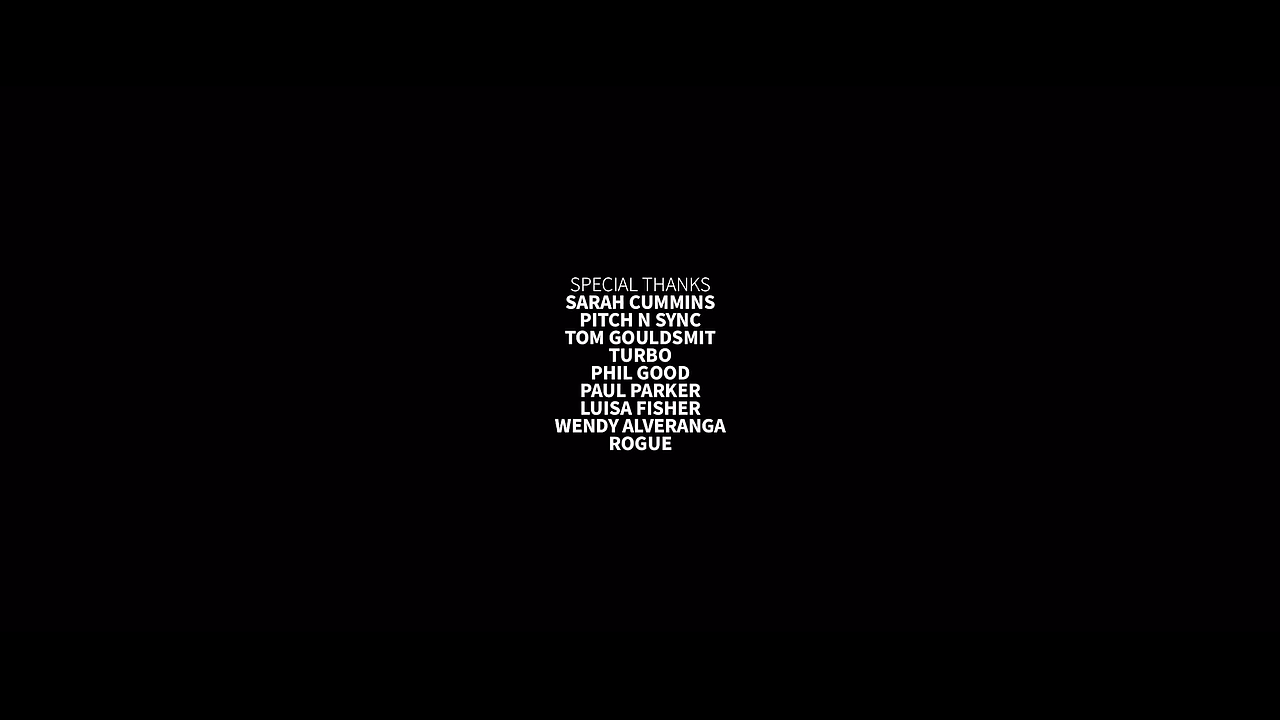 SPECIAL THANKS
SARAH CUMMINS
PITCH N SYNC
TOM GOULDSMIT
TURBO
PHIL GOOD
PAUL PARKER
LUISA FISHER
WENDY ALVERANGA
ROGUE